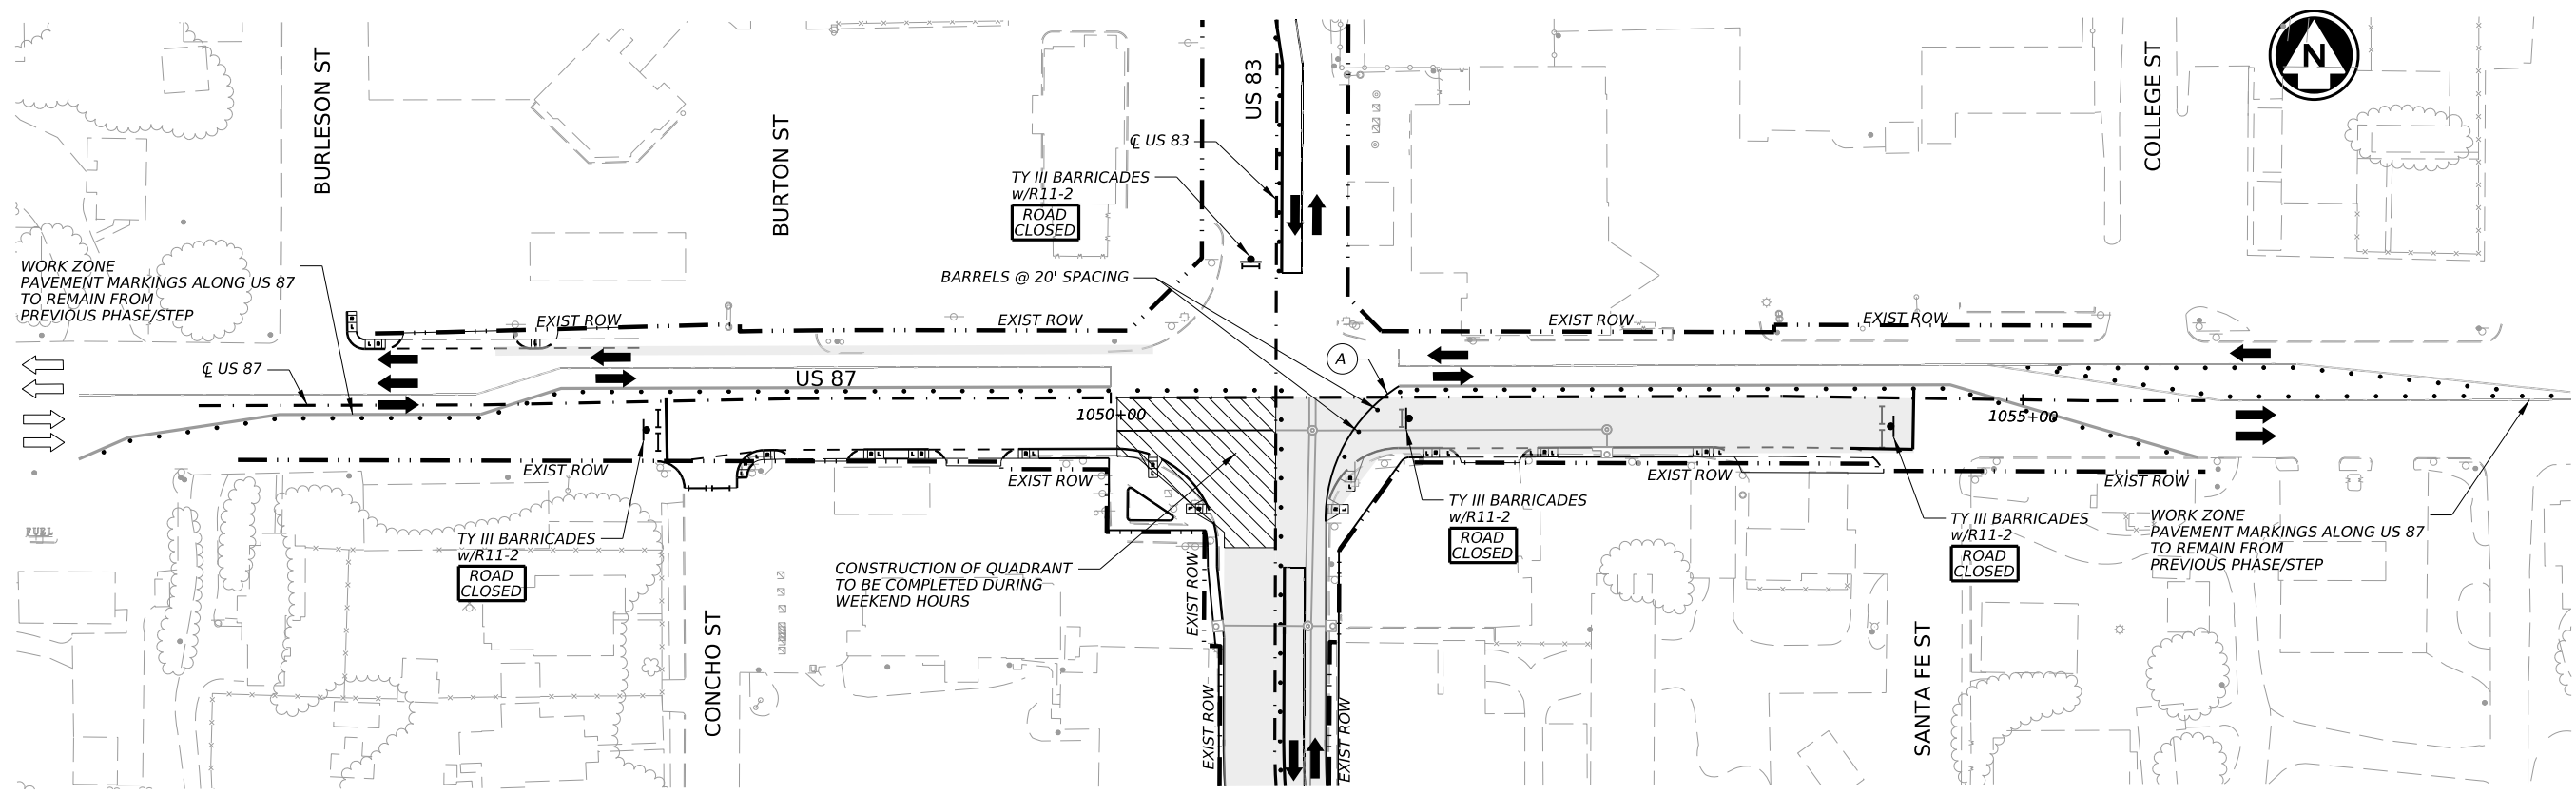 BURLESON ST
BURTON ST
US 83
COLLEGE ST
N
℄ US 83
TY III BARRICADES
w/R11-2
ROAD
CLOSED
WORK ZONE
PAVEMENT MARKINGS ALONG US 87
TO REMAIN FROM
PREVIOUS PHASE/STEP
BARRELS @ 20' SPACING
EXIST ROW
EXIST ROW
EXIST ROW
EXIST ROW
A
℄ US 87
US 87
1050+00
1055+00
EXIST ROW
EXIST ROW
EXIST ROW
EXIST ROW
TY III BARRICADES
w/R11-2
ROAD
CLOSED
TY III BARRICADES
w/R11-2
ROAD
CLOSED
TY III BARRICADES
w/R11-2
ROAD
CLOSED
WORK ZONE
PAVEMENT MARKINGS ALONG US 87
TO REMAIN FROM
PREVIOUS PHASE/STEP
FUEL
CONSTRUCTION OF QUADRANT
TO BE COMPLETED DURING
WEEKEND HOURS
EXIST ROW
CONCHO ST
SANTA FE ST
EXIST ROW
EXIST ROW